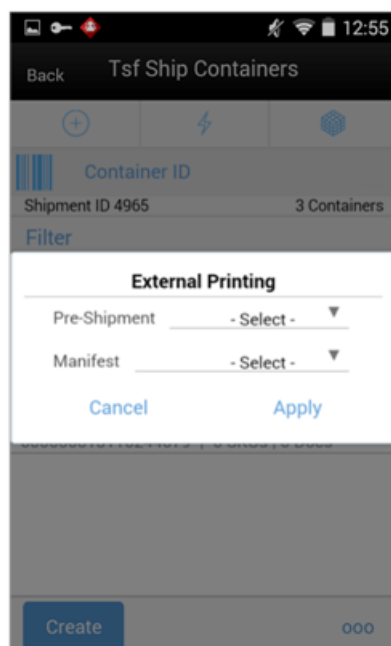 12:55
Back Tsf Ship Containers
Container ID
Shipment ID 4965 3 Containers
Filter
External Printing
Pre-Shipment - Select -
Manifest - Select -
Cancel Apply
Create ooo